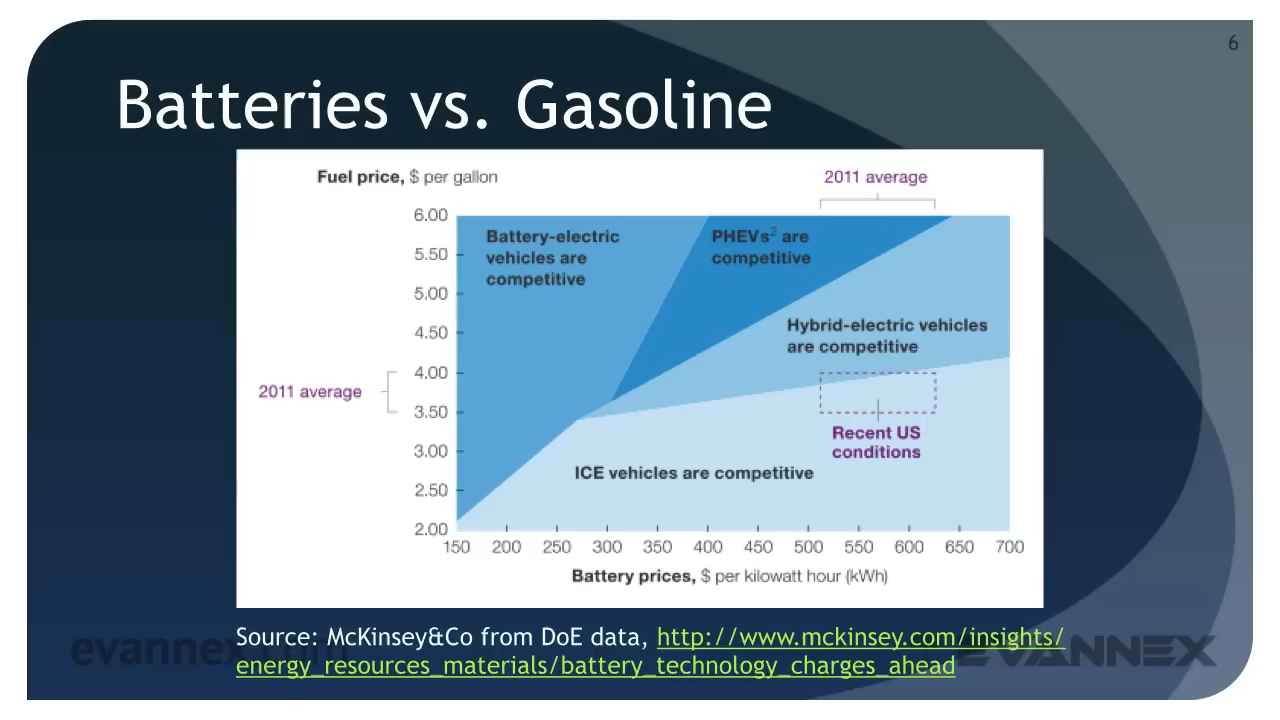 6
Batteries vs. Gasoline
Fuel price, $ per gallon
2011 average
6.00
5.50
5.00
4.50
4.00
3.50
3.00
2.50
2.00
Battery-electric
vehicles are
competitive
PHEVs² are
competitive
Hybrid-electric vehicles
are competitive
2011 average
Recent US
conditions
ICE vehicles are competitive
150 200 250 300 350 400 450 500 550 600 650 700
Battery prices, $ per kilowatt hour (kWh)
Source: McKinsey&Co from DoE data, http://www.mckinsey.com/insights/
energy_resources_materials/battery_technology_charges_ahead
evannex.com
EVANNEX